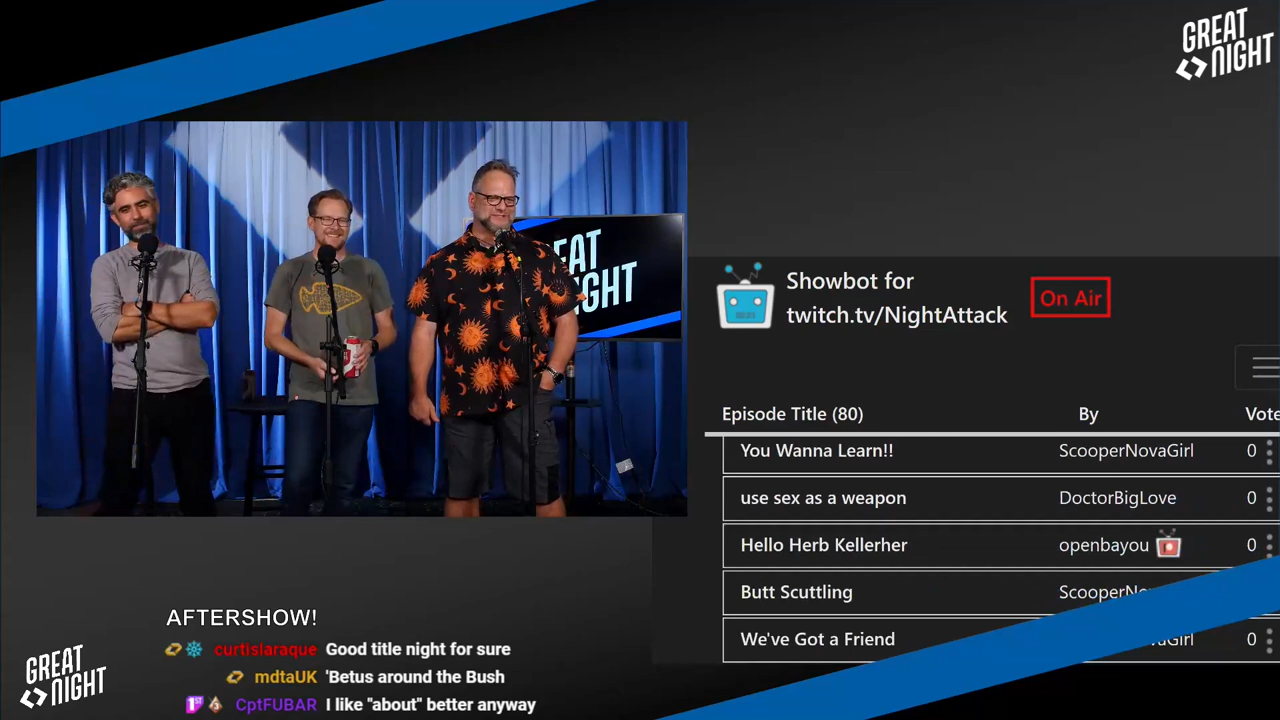 GREAT
NIGHT
EAT
IGHT
Showbot for
twitch.tv/NightAttack
On Air
Episode Title (80) By Vote
You Wanna Learn!! ScooperNovaGirl 0
use sex as a weapon DoctorBigLove 0
Hello Herb Kellerher openbayou 0
Butt Scuttling ScooperNo
We've Got a Friend vaGirl 0
AFTERSHOW!
curtislaraque Good title night for sure
mdtaUK 'Betus around the Bush
1ST CptFUBAR I like "about" better anyway
GREAT
NIGHT